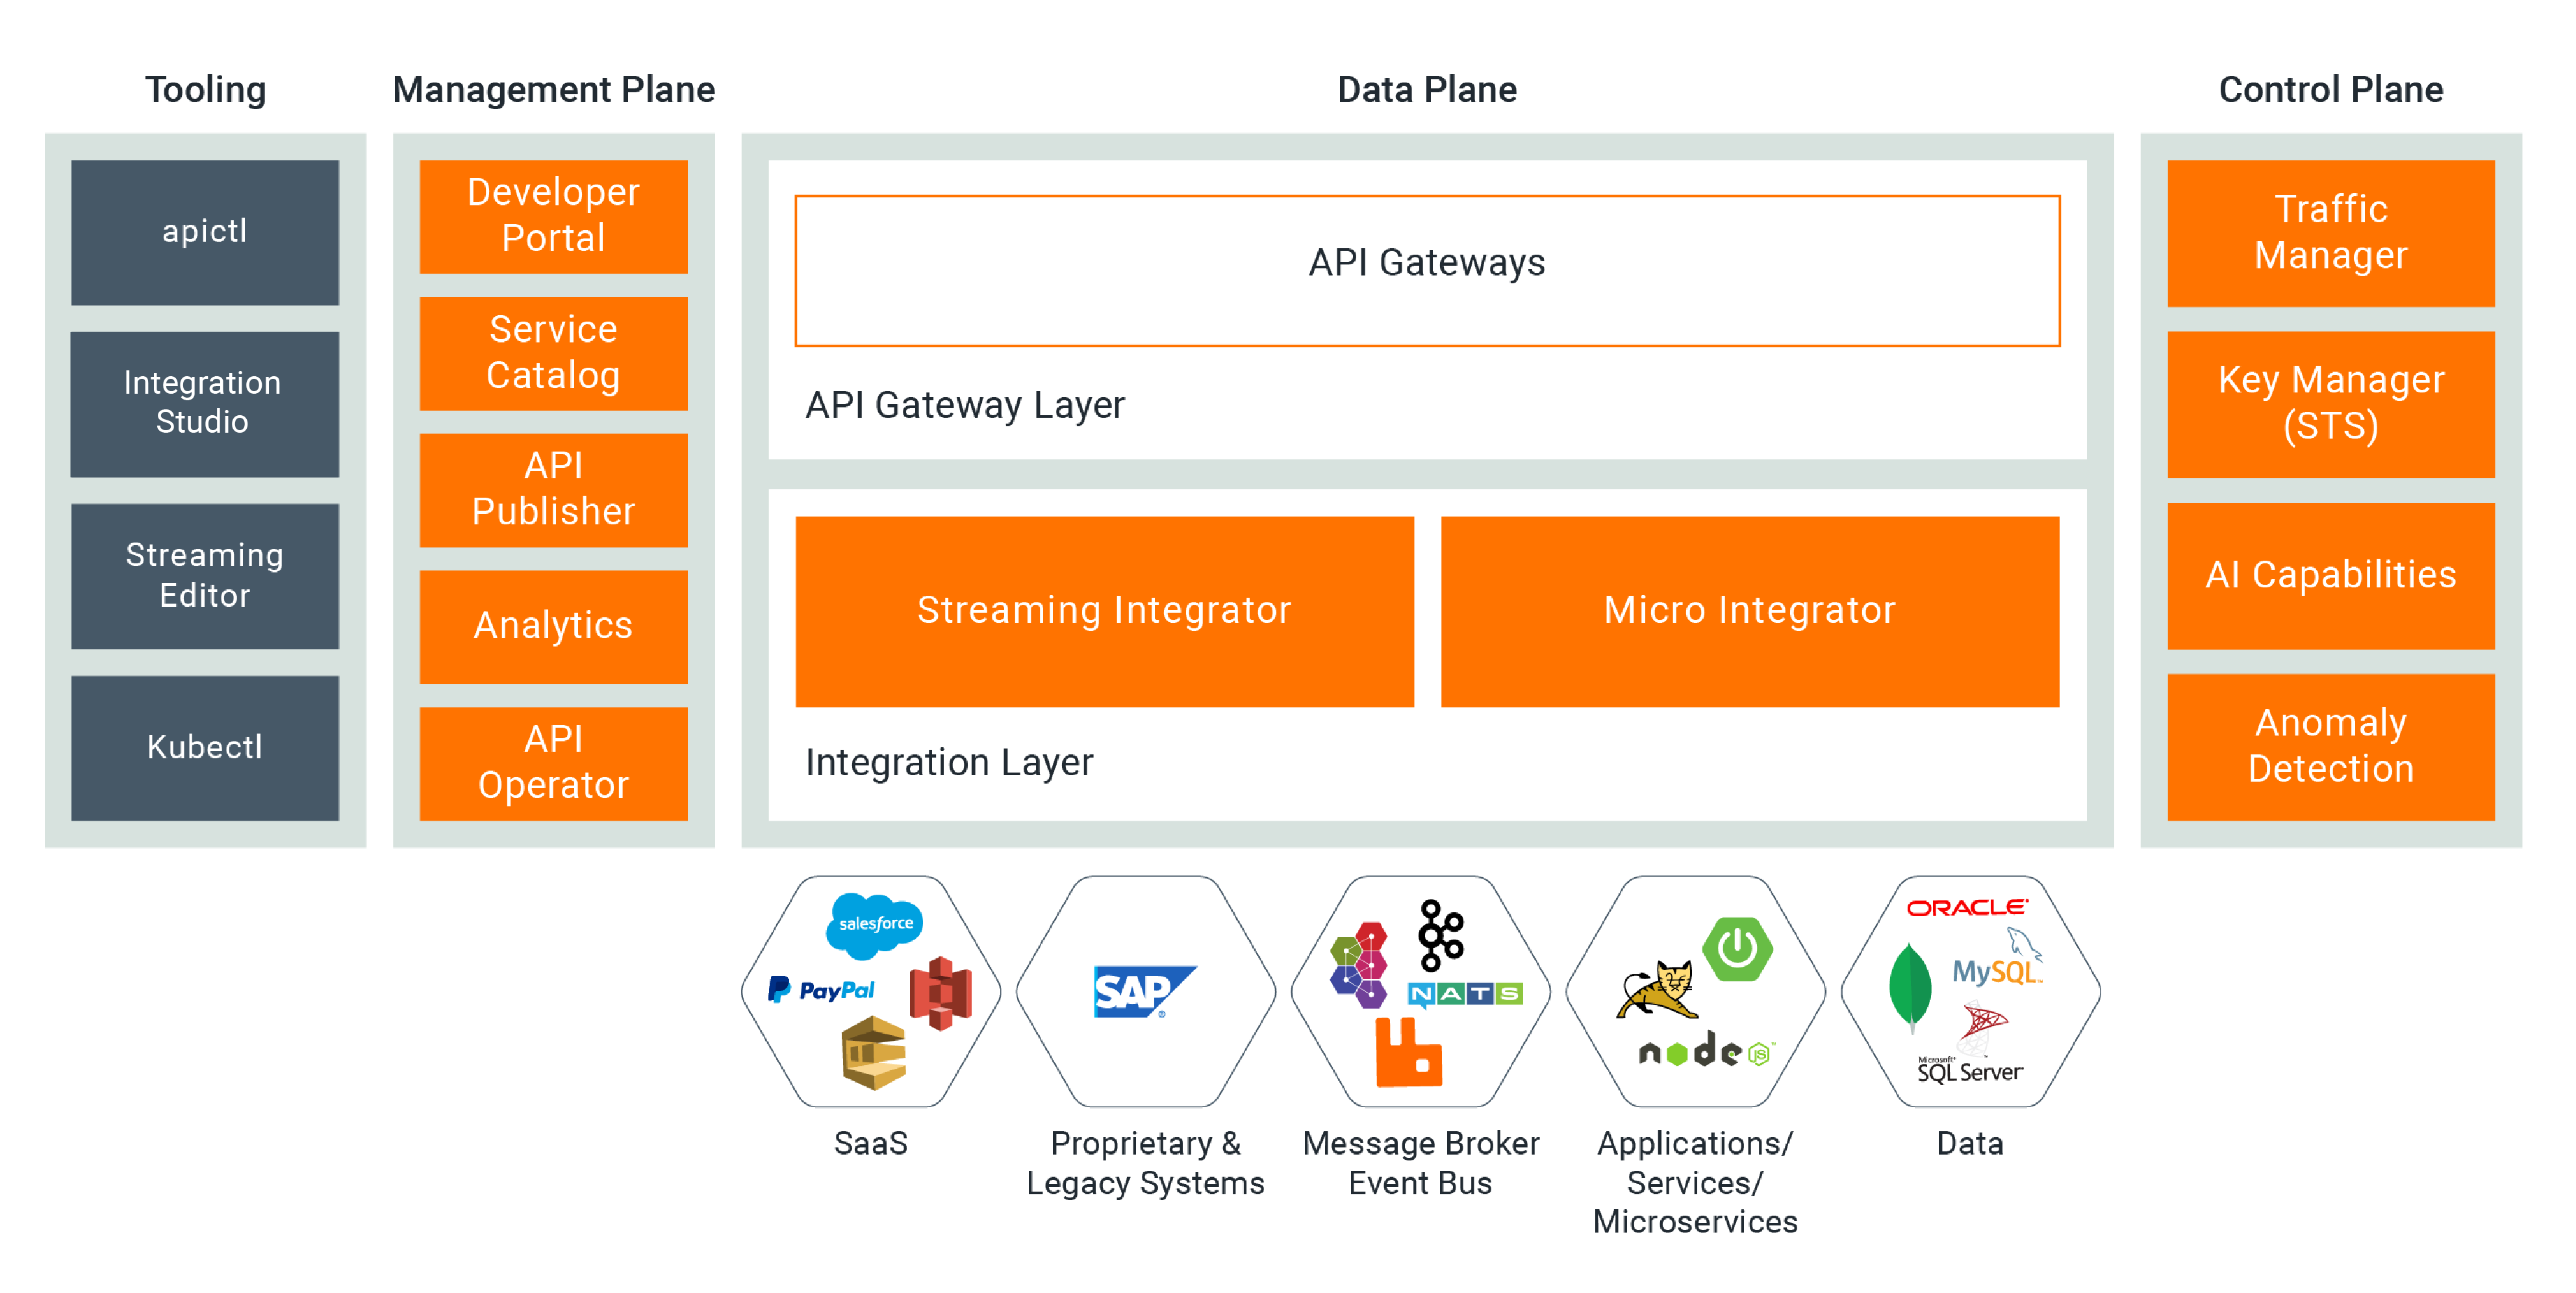 Tooling
Management Plane
Data Plane
Control Plane
apictl
Integration
Studio
Streaming
Editor
Kubectl
Developer
Portal
Service
Catalog
API
Publisher
Analytics
API
Operator
API Gateways
API Gateway Layer
Streaming Integrator
Micro Integrator
Integration Layer
Traffic
Manager
Key Manager
(STS)
AI Capabilities
Anomaly
Detection
salesforce
PayPal
SaaS
SAP®
Proprietary &
Legacy Systems
NATS
Message Broker
Event Bus
node JS
Applications/
Services/
Microservices
ORACLE
MySQL
Microsoft
SQL Server
Data